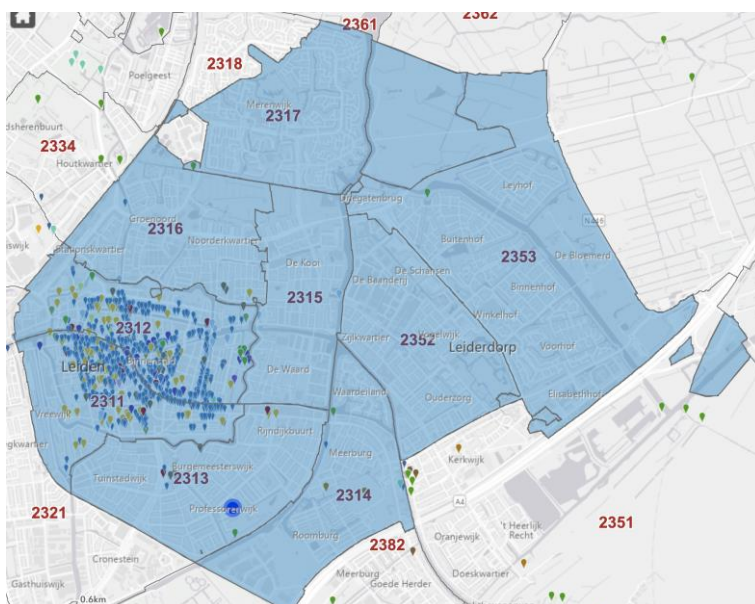 2361
2362
2318
Poelgeest
Merenwijk
2317
dsherenbuurt
2334
Houtkwartier
Leyhof
Groenoord
2316
Noorderkwartier
N446
Buitenhof
De Kooi
De Schansen
2353
De Bloemerd
De Baanderij
Binnenhof
2315
2312
Winkelhof
Zijlkwartier
2352
Leiderdorp
Voorhof
Leiden
De Waard
Waardeiland
Elisabethhof
Duderzorg
2311
Vreewijk
Rijndijkbuurt
Meerburg
Kerkwijk
Burgemeesterswijk
Tuinstadwijk
2313
2314
A4
Professorenwijk
2321
't Heerlijk
Recht
2351
Roomburg
Oranjewijk
2382
Cronestein
Meerburg
Doeskwartier
Gasthuiswijk
Goede Herder
0.6km